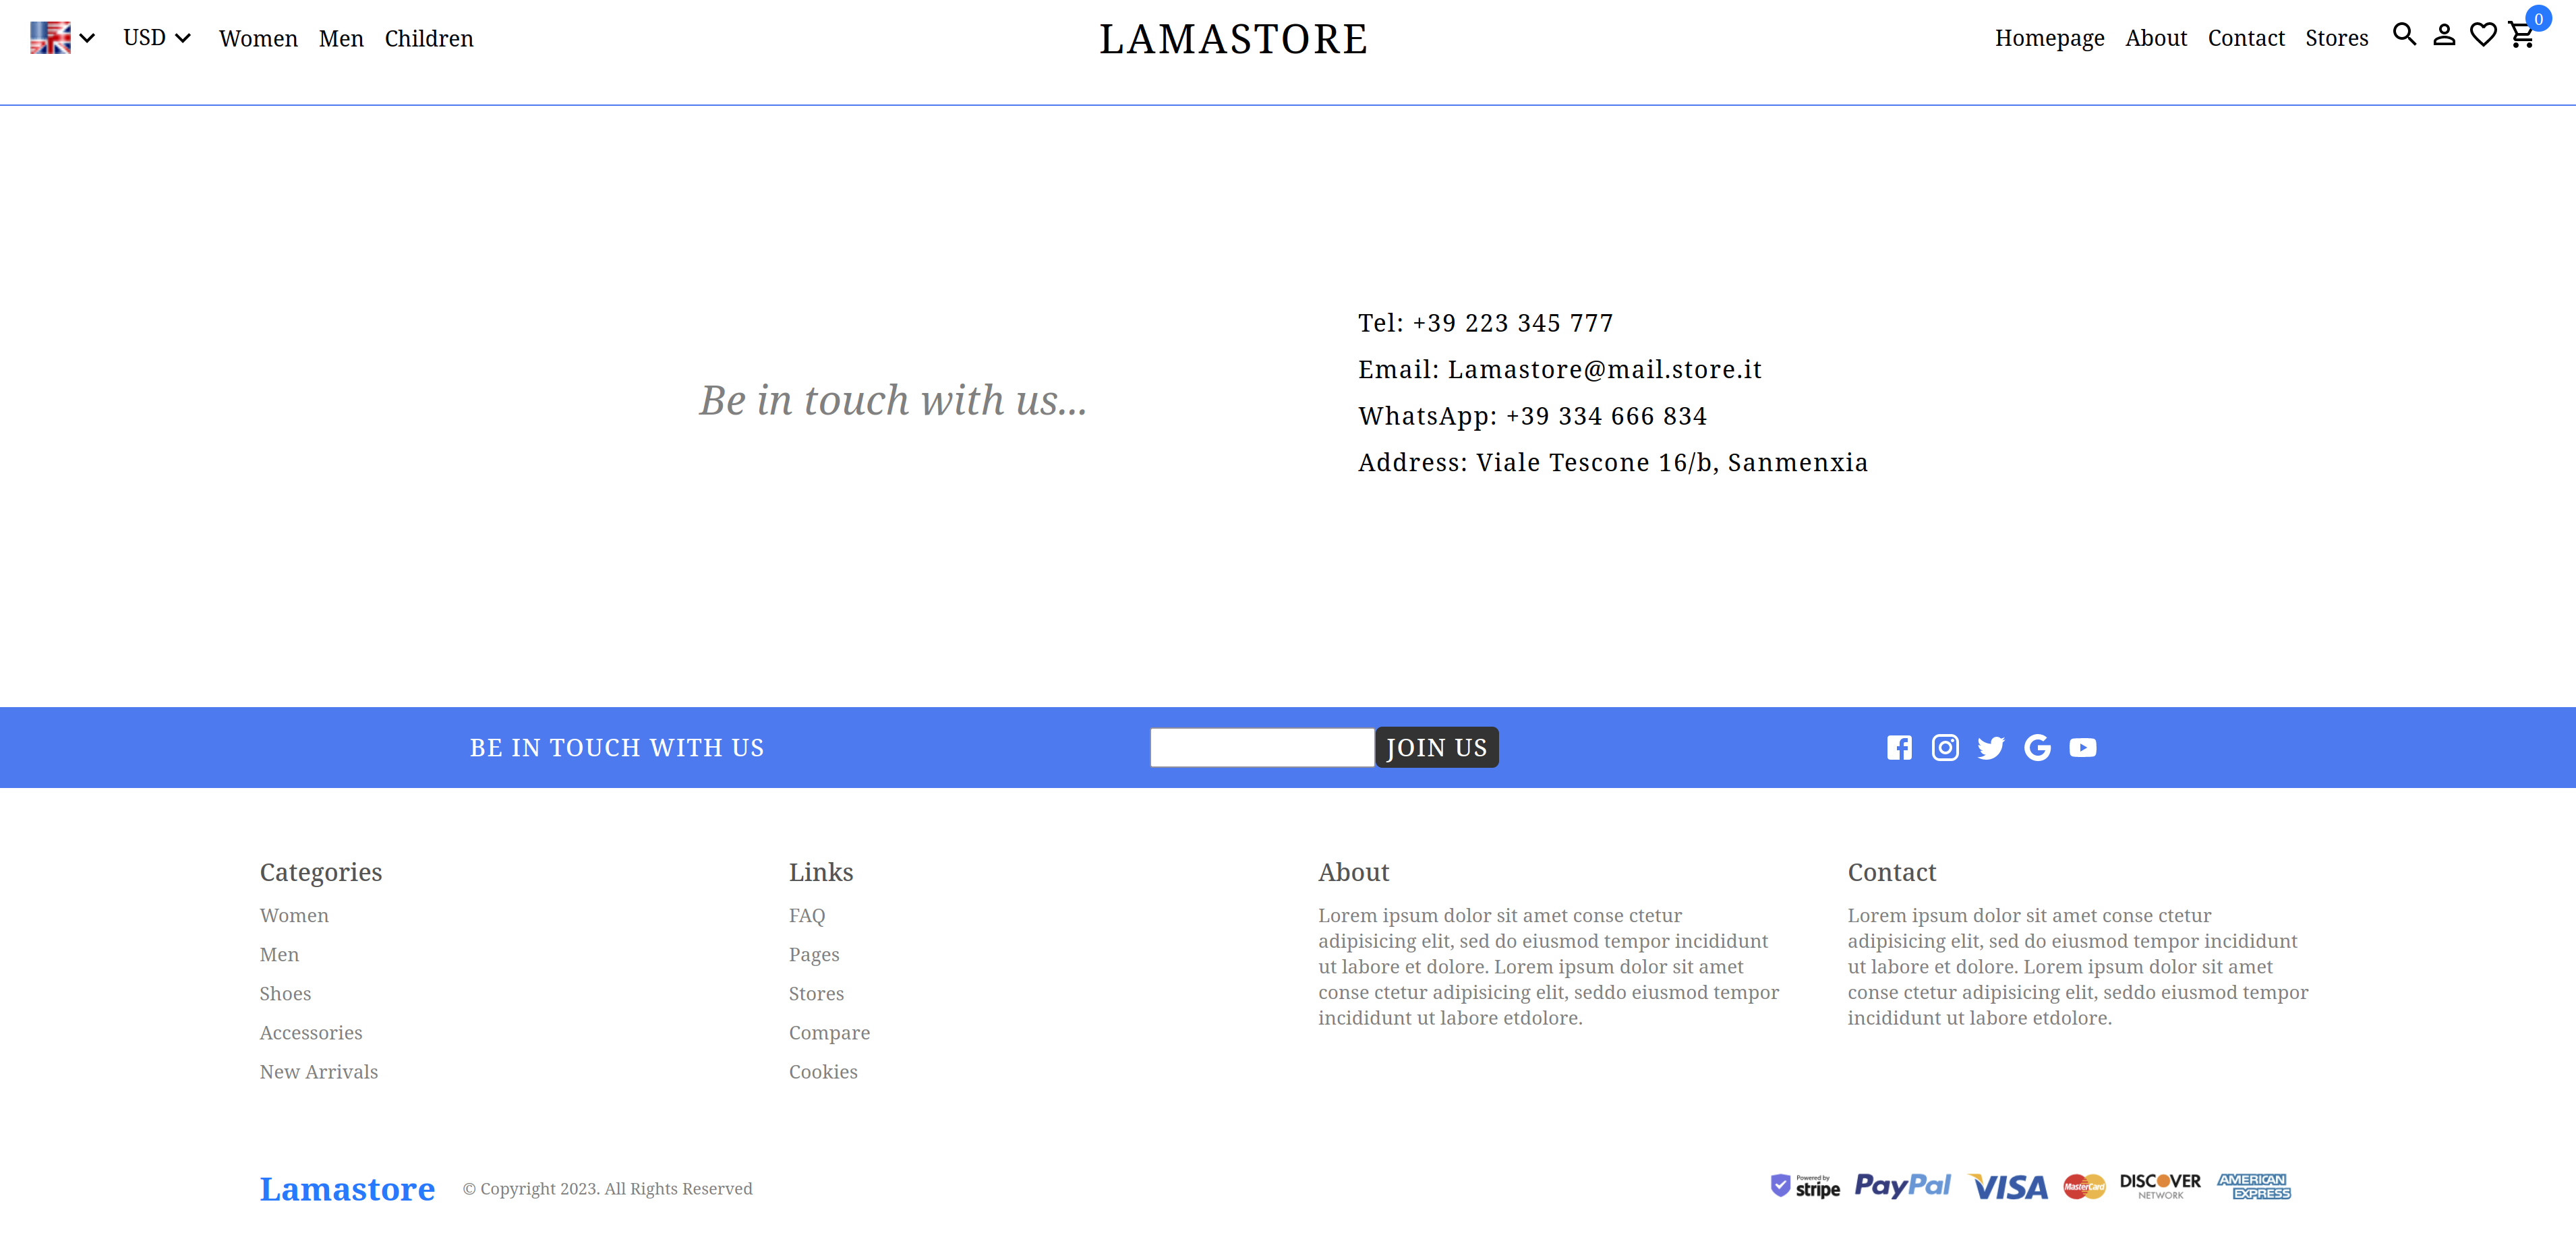 USD Women Men Children LAMASTORE Homepage About Contact Stores 0
Be in touch with us...
Tel: +39 223 345 777
Email: Lamastore@mail.store.it
WhatsApp: +39 334 666 834
Address: Viale Tescone 16/b, Sanmenxia
BE IN TOUCH WITH US JOIN US
Categories
Women
Men
Shoes
Accessories
New Arrivals
Links
FAQ
Pages
Stores
Compare
Cookies
About
Lorem ipsum dolor sit amet conse ctetur
adipisicing elit, sed do eiusmod tempor incididunt
ut labore et dolore. Lorem ipsum dolor sit amet
conse ctetur adipisicing elit, seddo eiusmod tempor
incididunt ut labore etdolore.
Contact
Lorem ipsum dolor sit amet conse ctetur
adipisicing elit, sed do eiusmod tempor incididunt
ut labore et dolore. Lorem ipsum dolor sit amet
conse ctetur adipisicing elit, seddo eiusmod tempor
incididunt ut labore etdolore.
Lamastore © Copyright 2023. All Rights Reserved
Powered by
stripe
PayPal
VISA
MasterCard
DISCOVER
NETWORK
AMERICAN
EXPRESS